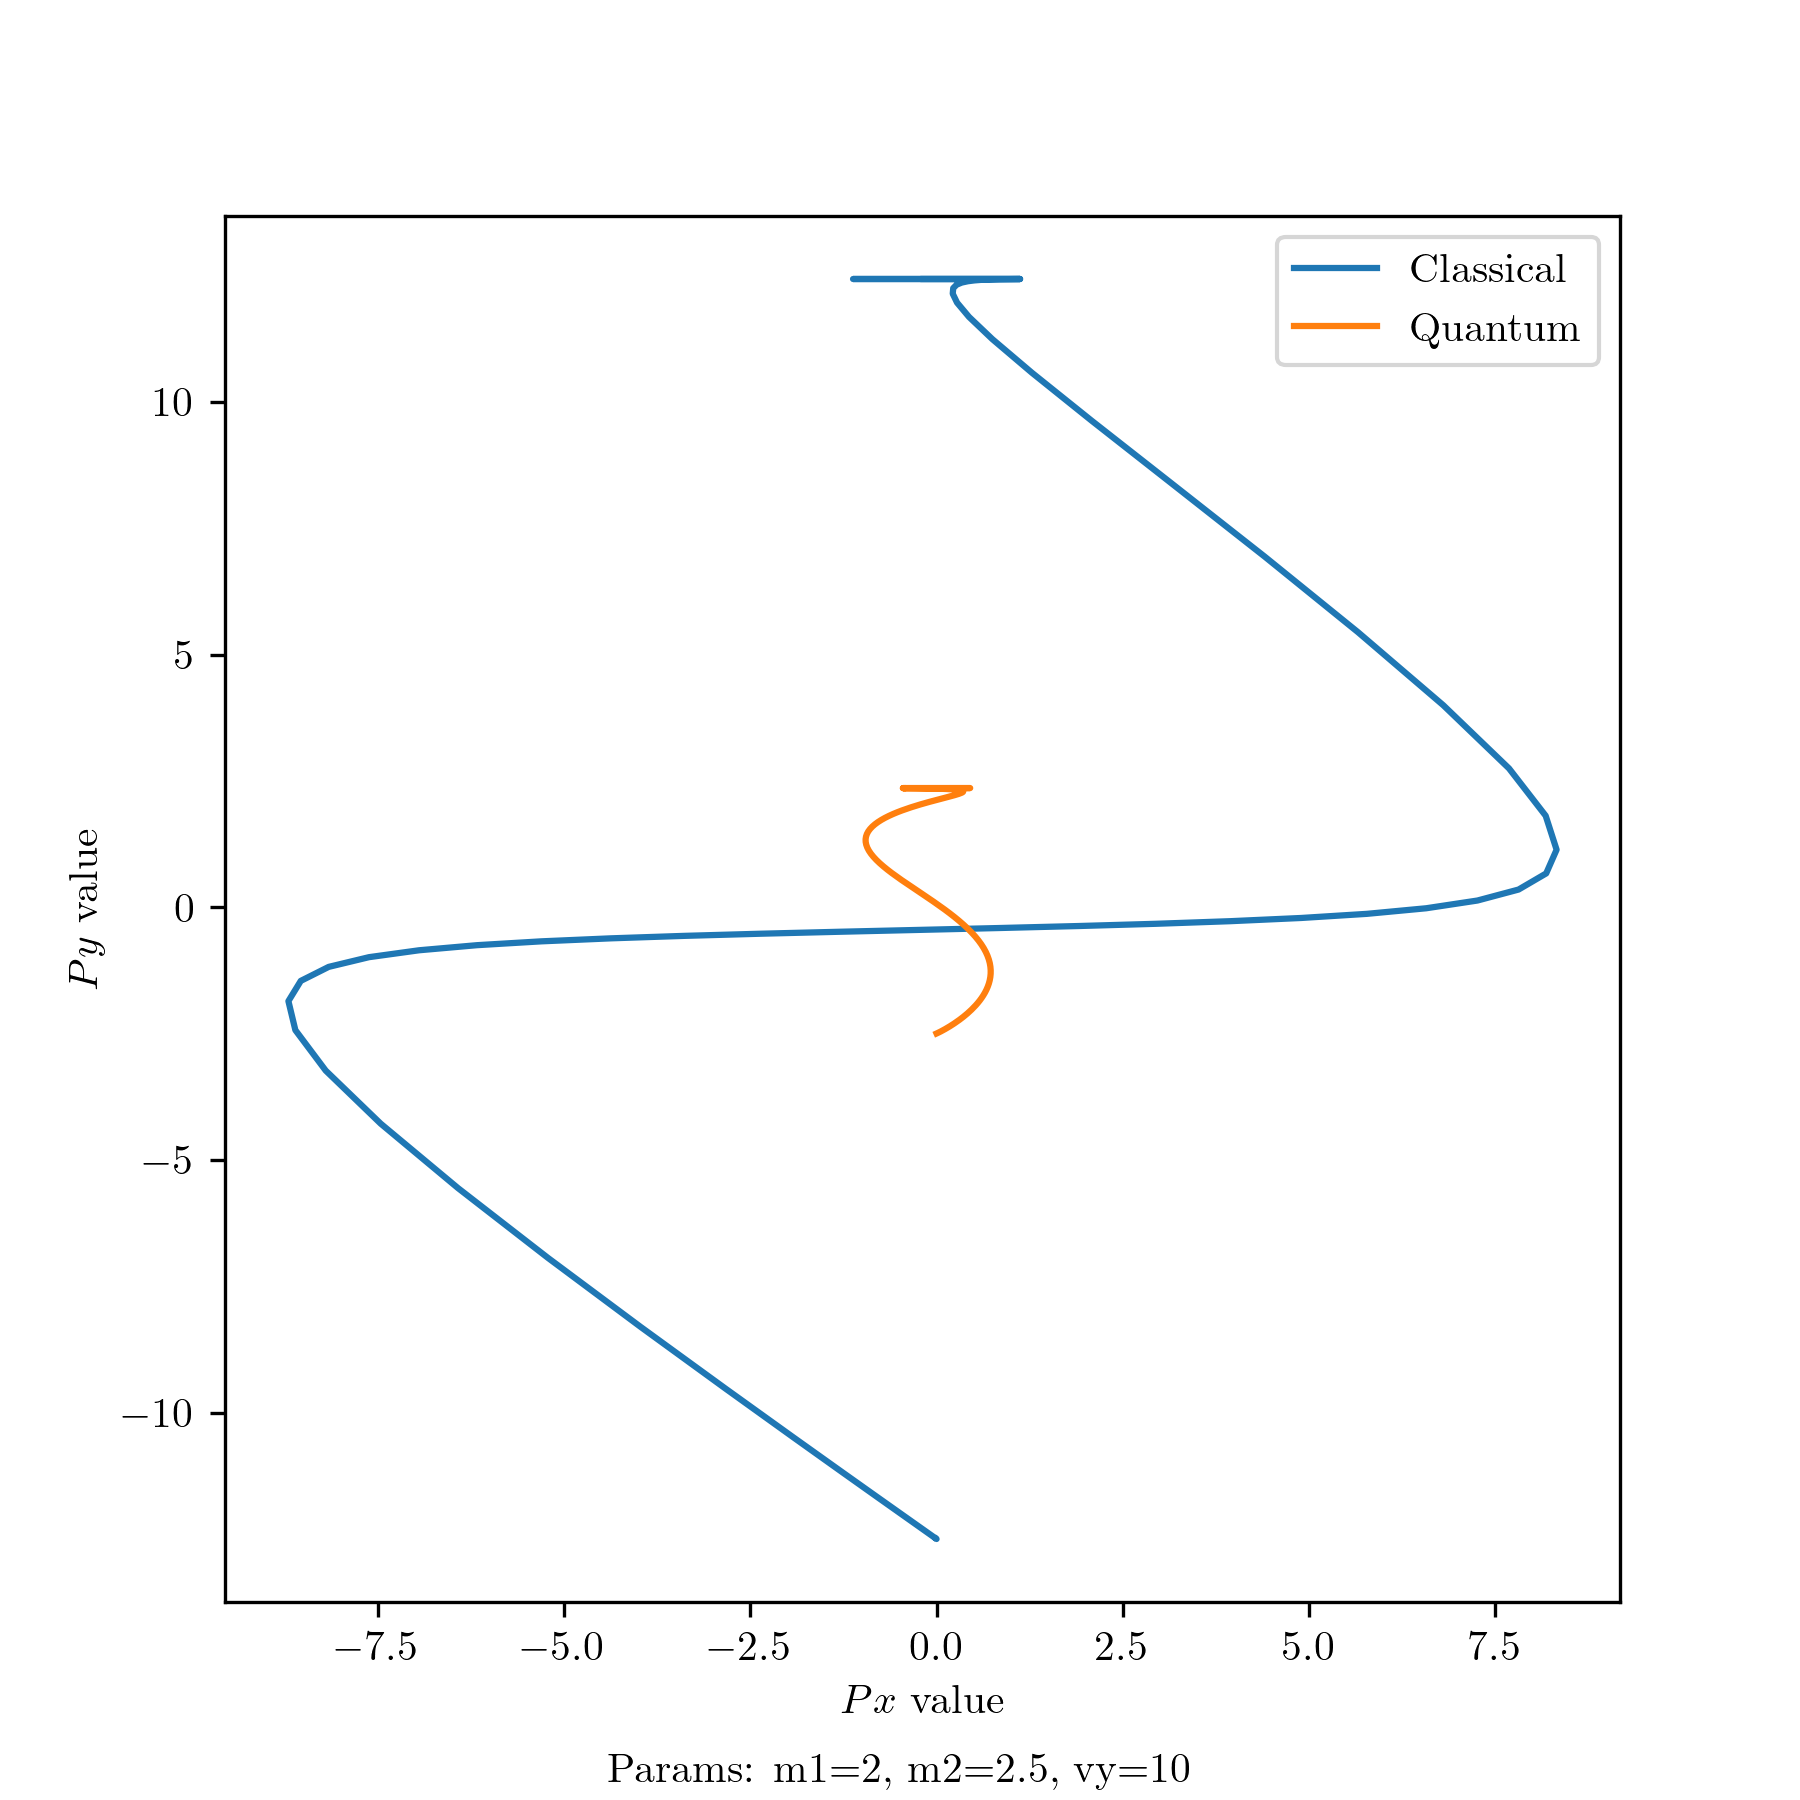 Classical
Quantum
10
5
0
−5
−10
Py value
−7.5 −5.0 −2.5 0.0 2.5 5.0 7.5
Px value
Params: m1=2, m2=2.5, vy=10